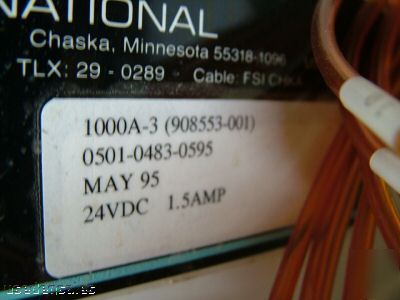 NATIONAL
Chaska, Minnesota 55318-1096
TLX: 29 - 0289 Cable: FSI
1000A-3 (908553-001)
0501-0483-0595
MAY 95
24VDC 1.5AMP